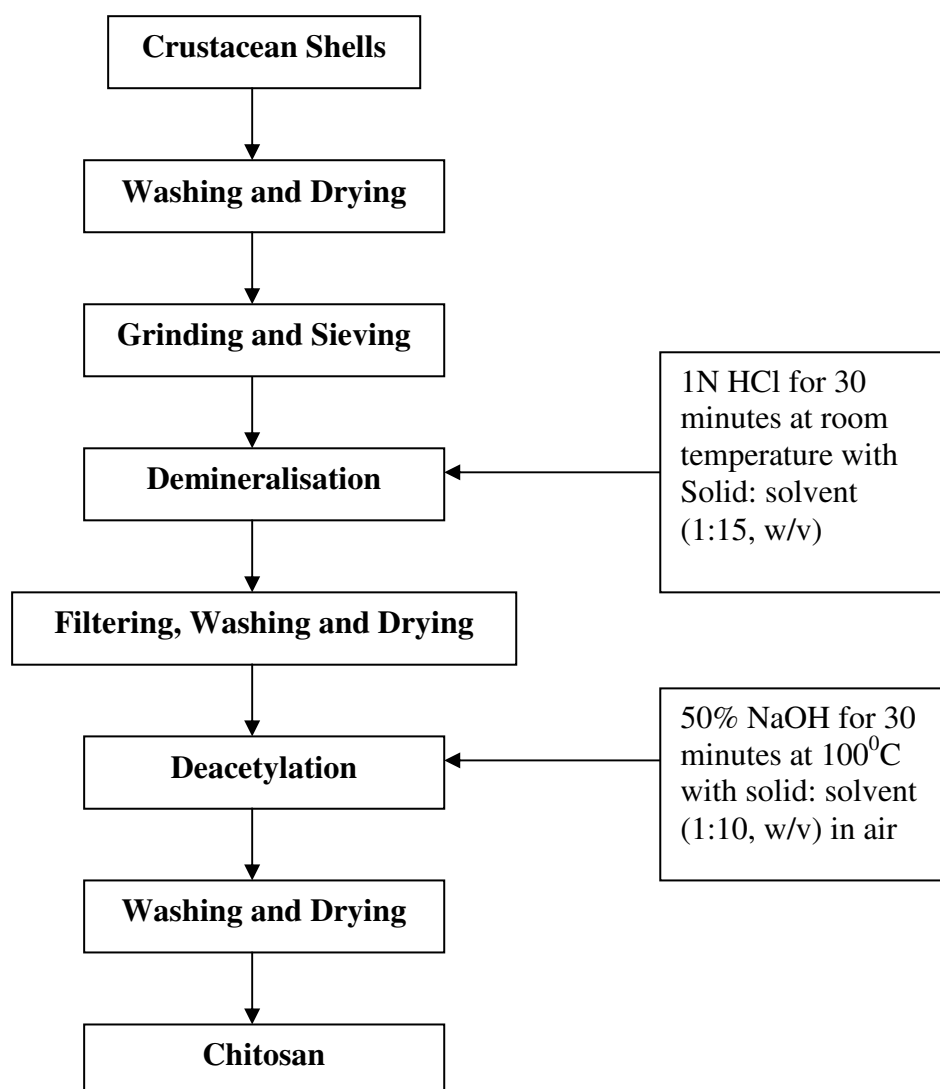 Crustacean Shells
Washing and Drying
Grinding and Sieving
1N HCl for 30
minutes at room
temperature with
Solid: solvent
(1:15, w/v)
Demineralisation
Filtering, Washing and Drying
50% NaOH for 30
minutes at 100⁰C
with solid: solvent
(1:10, w/v) in air
Deacetylation
Washing and Drying
Chitosan